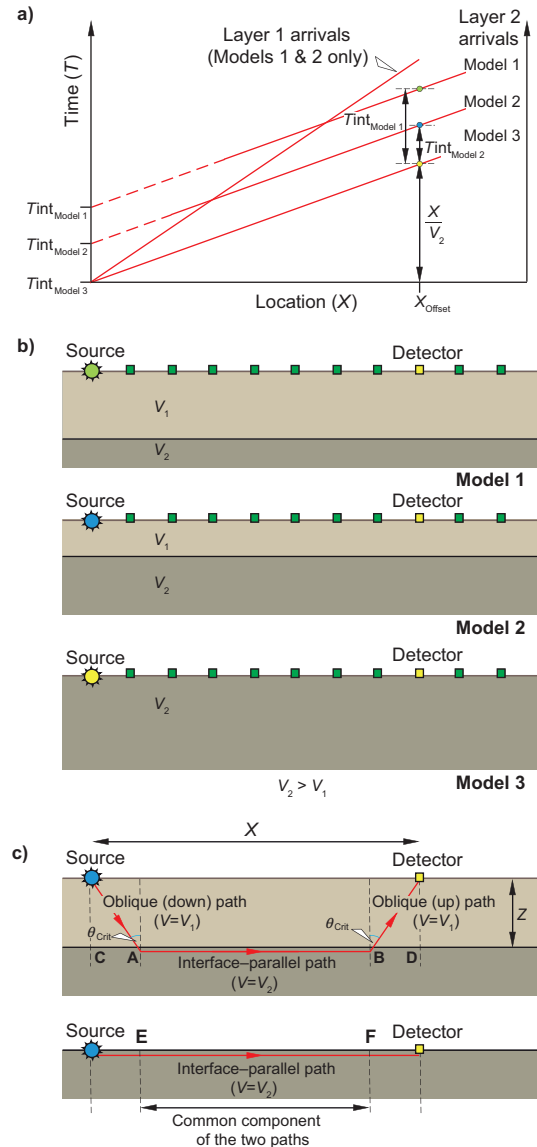 a)
Layer 1 arrivals
(Models 1 & 2 only)
Layer 2
arrivals
Time (T)
Model 1
Model 2
Model 3
Tint Model 1
Tint Model 2
X
V2
Tint Model 1
Tint Model 2
Tint Model 3
Location (X)
XOffset
b)
Source
Detector
V1
V2
Model 1
Source
Detector
V1
V2
Model 2
Source
Detector
V2
V2 > V1
Model 3
c)
X
Source
Detector
Oblique (down) path
(V=V1)
Oblique (up) path
(V=V1)
Z
θCrit
θCrit
C
A
B
D
Interface–parallel path
(V=V2)
Source
E
F
Detector
Interface–parallel path
(V=V2)
Common component
of the two paths